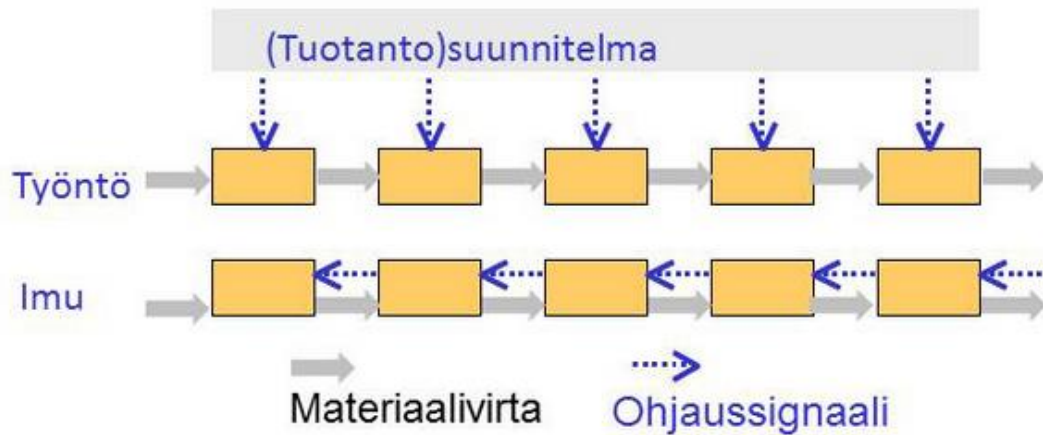 (Tuotanto)suunnitelma
Työntö
Imu
Materiaalivirta
Ohjaussignaali